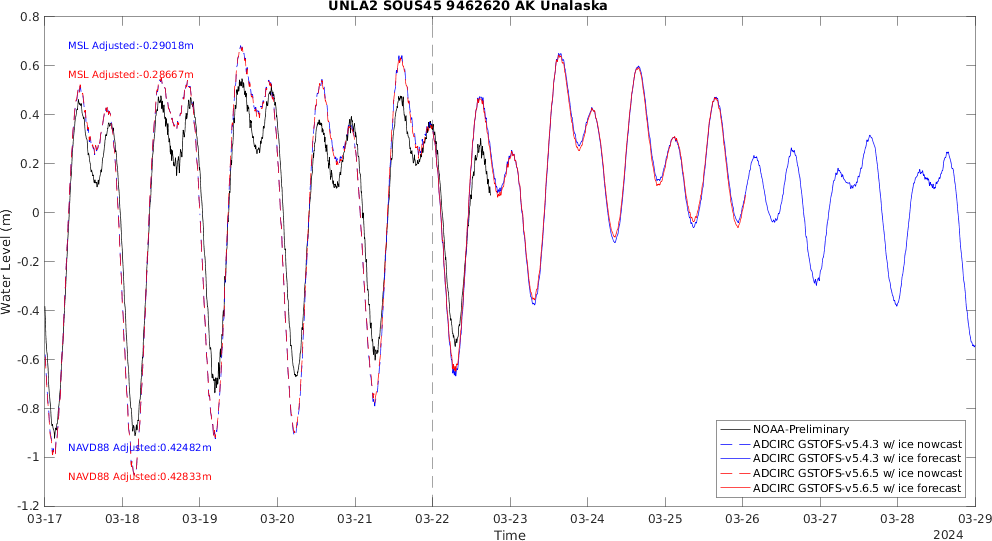 UNLA2 SOUS45 9462620 AK Unalaska
MSL Adjusted:-0.29018m
MSL Adjusted:-0.28667m
NAVD88 Adjusted:0.42482m
NAVD88 Adjusted:0.42833m
Water Level (m)
0.8
0.6
0.4
0.2
0
-0.2
-0.4
-0.6
-0.8
-1
-1.2
NOAA-Preliminary
ADCIRC GSTOFS-v5.4.3 w/ ice nowcast
ADCIRC GSTOFS-v5.4.3 w/ ice forecast
ADCIRC GSTOFS-v5.6.5 w/ ice nowcast
ADCIRC GSTOFS-v5.6.5 w/ ice forecast
03-17 03-18 03-19 03-20 03-21 03-22 03-23 03-24 03-25 03-26 03-27 03-28 03-29
Time
2024